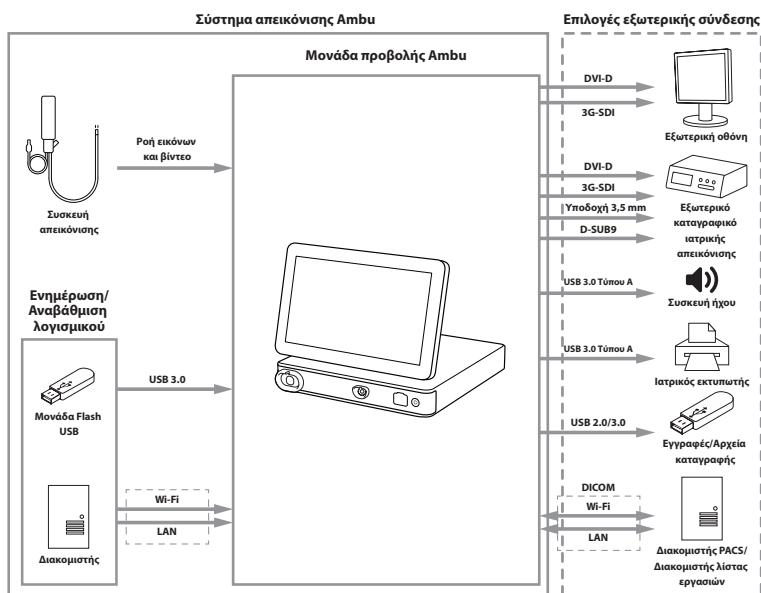 Σύστημα απεικόνισης Ambu
Επιλογές εξωτερικής σύνδεσης
Μονάδα προβολής Ambu
Ροή εικόνων
και βίντεο
Συσκευή
απεικόνισης
Ενημέρωση/
Αναβάθμιση
λογισμικού
USB 3.0
Μονάδα Flash
USB
Wi-Fi
LAN
Διακομιστής
DVI-D
3G-SDI
Εξωτερική οθόνη
DVI-D
3G-SDI
Υποδοχή 3,5 mm
D-SUB9
Εξωτερικό
καταγραφικό
ιατρικής
απεικόνισης
USB 3.0 Τύπου A
Συσκευή ήχου
USB 3.0 Τύπου A
Ιατρικός εκτυπωτής
USB 2.0/3.0
Εγγραφές/Αρχεία
καταγραφής
DICOM
Wi-Fi
LAN
Διακομιστής PACS/
Διακομιστής λίστας
εργασιών